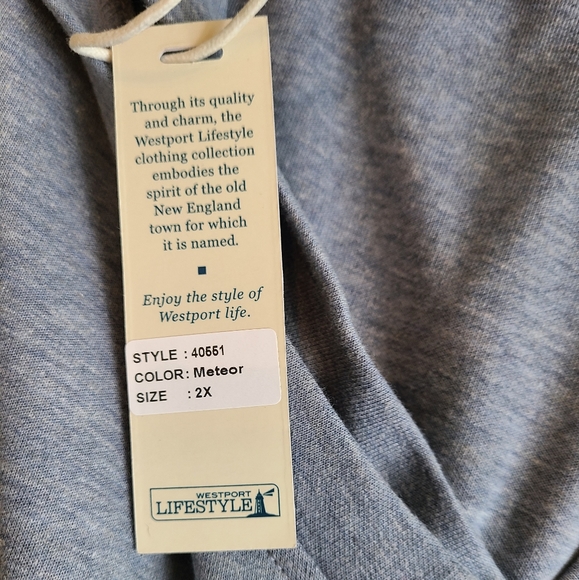 Through its quality
and charm, the
Westport Lifestyle
clothing collection
embodies the
spirit of the old
New England
town for which
it is named.
Enjoy the style of
Westport life.
STYLE : 40551
COLOR: Meteor
SIZE : 2X
WESTPORT
LIFESTYLE